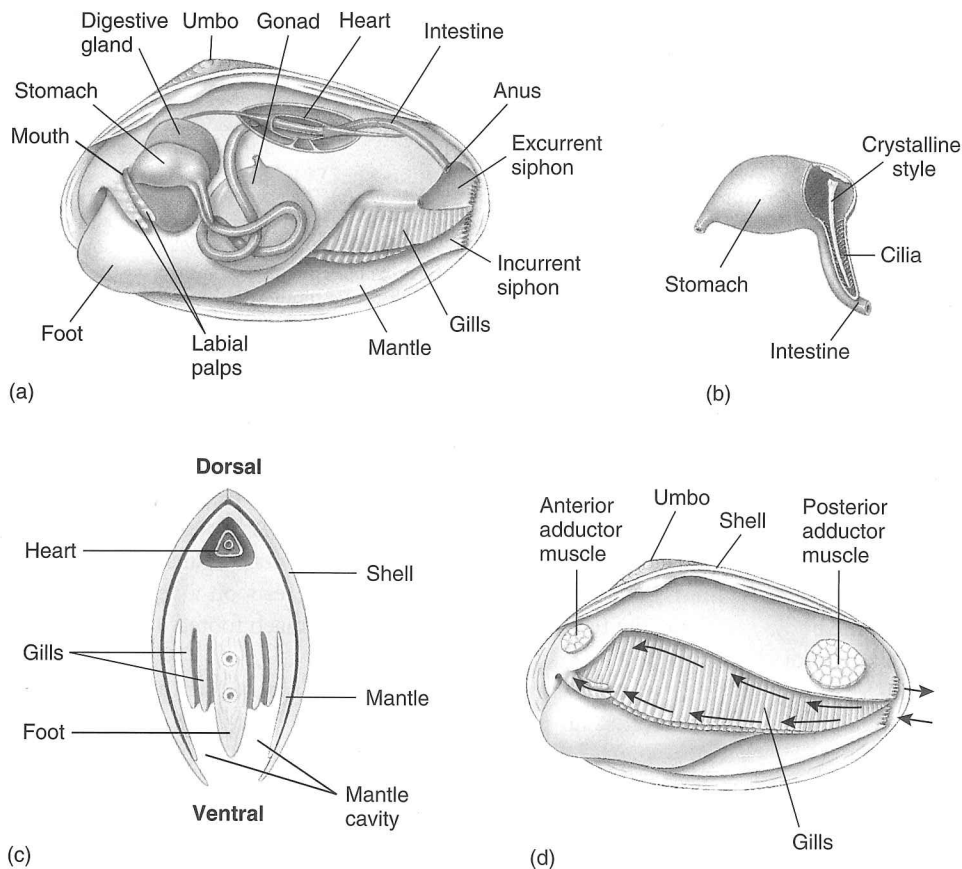 Digestive
gland
Umbo
Gonad
Heart
Intestine
Stomach
Mouth
Anus
Excurrent
siphon
Incurrent
siphon
Foot
Labial
palps
Mantle
Gills
(a)
Crystalline
style
Stomach
Cilia
Intestine
(b)
Dorsal
Heart
Shell
Gills
Mantle
Foot
Ventral
Mantle
cavity
(c)
Anterior
adductor
muscle
Umbo
Shell
Posterior
adductor
muscle
Gills
(d)